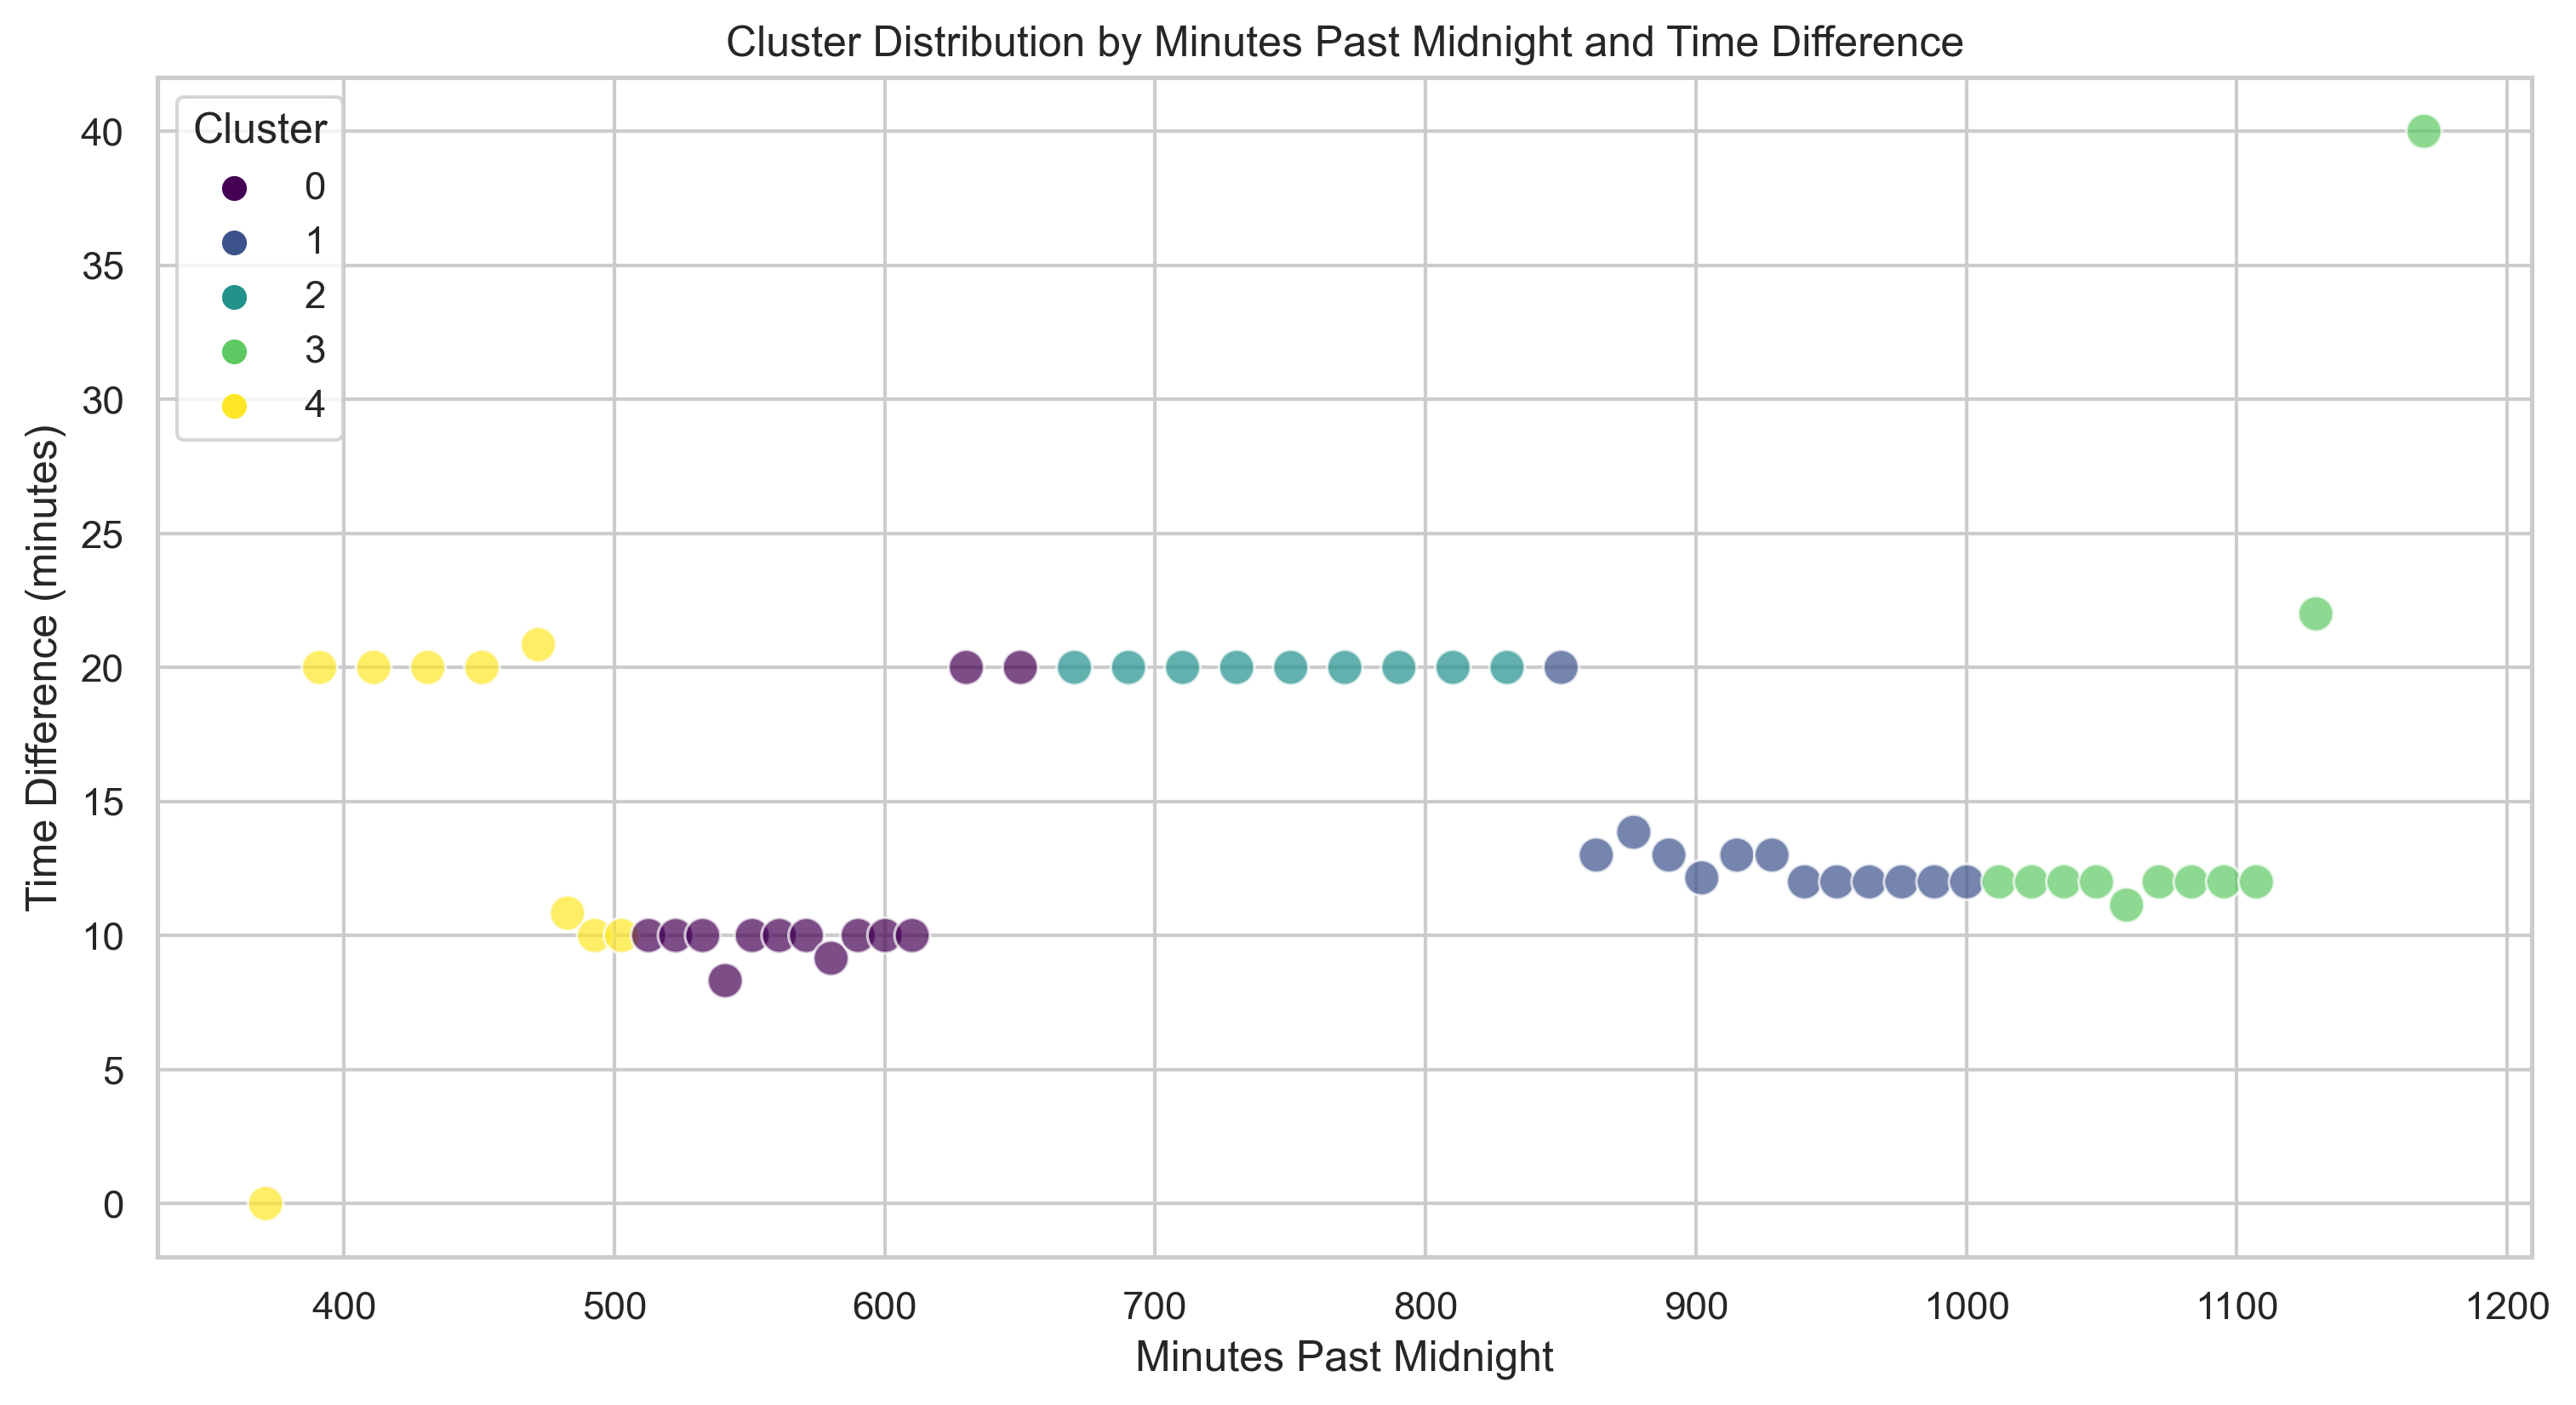 Cluster Distribution by Minutes Past Midnight and Time Difference
Cluster
0
1
2
3
4
Time Difference (minutes)
40
35
30
25
20
15
10
5
0
400 500 600 700 800 900 1000 1100 1200
Minutes Past Midnight